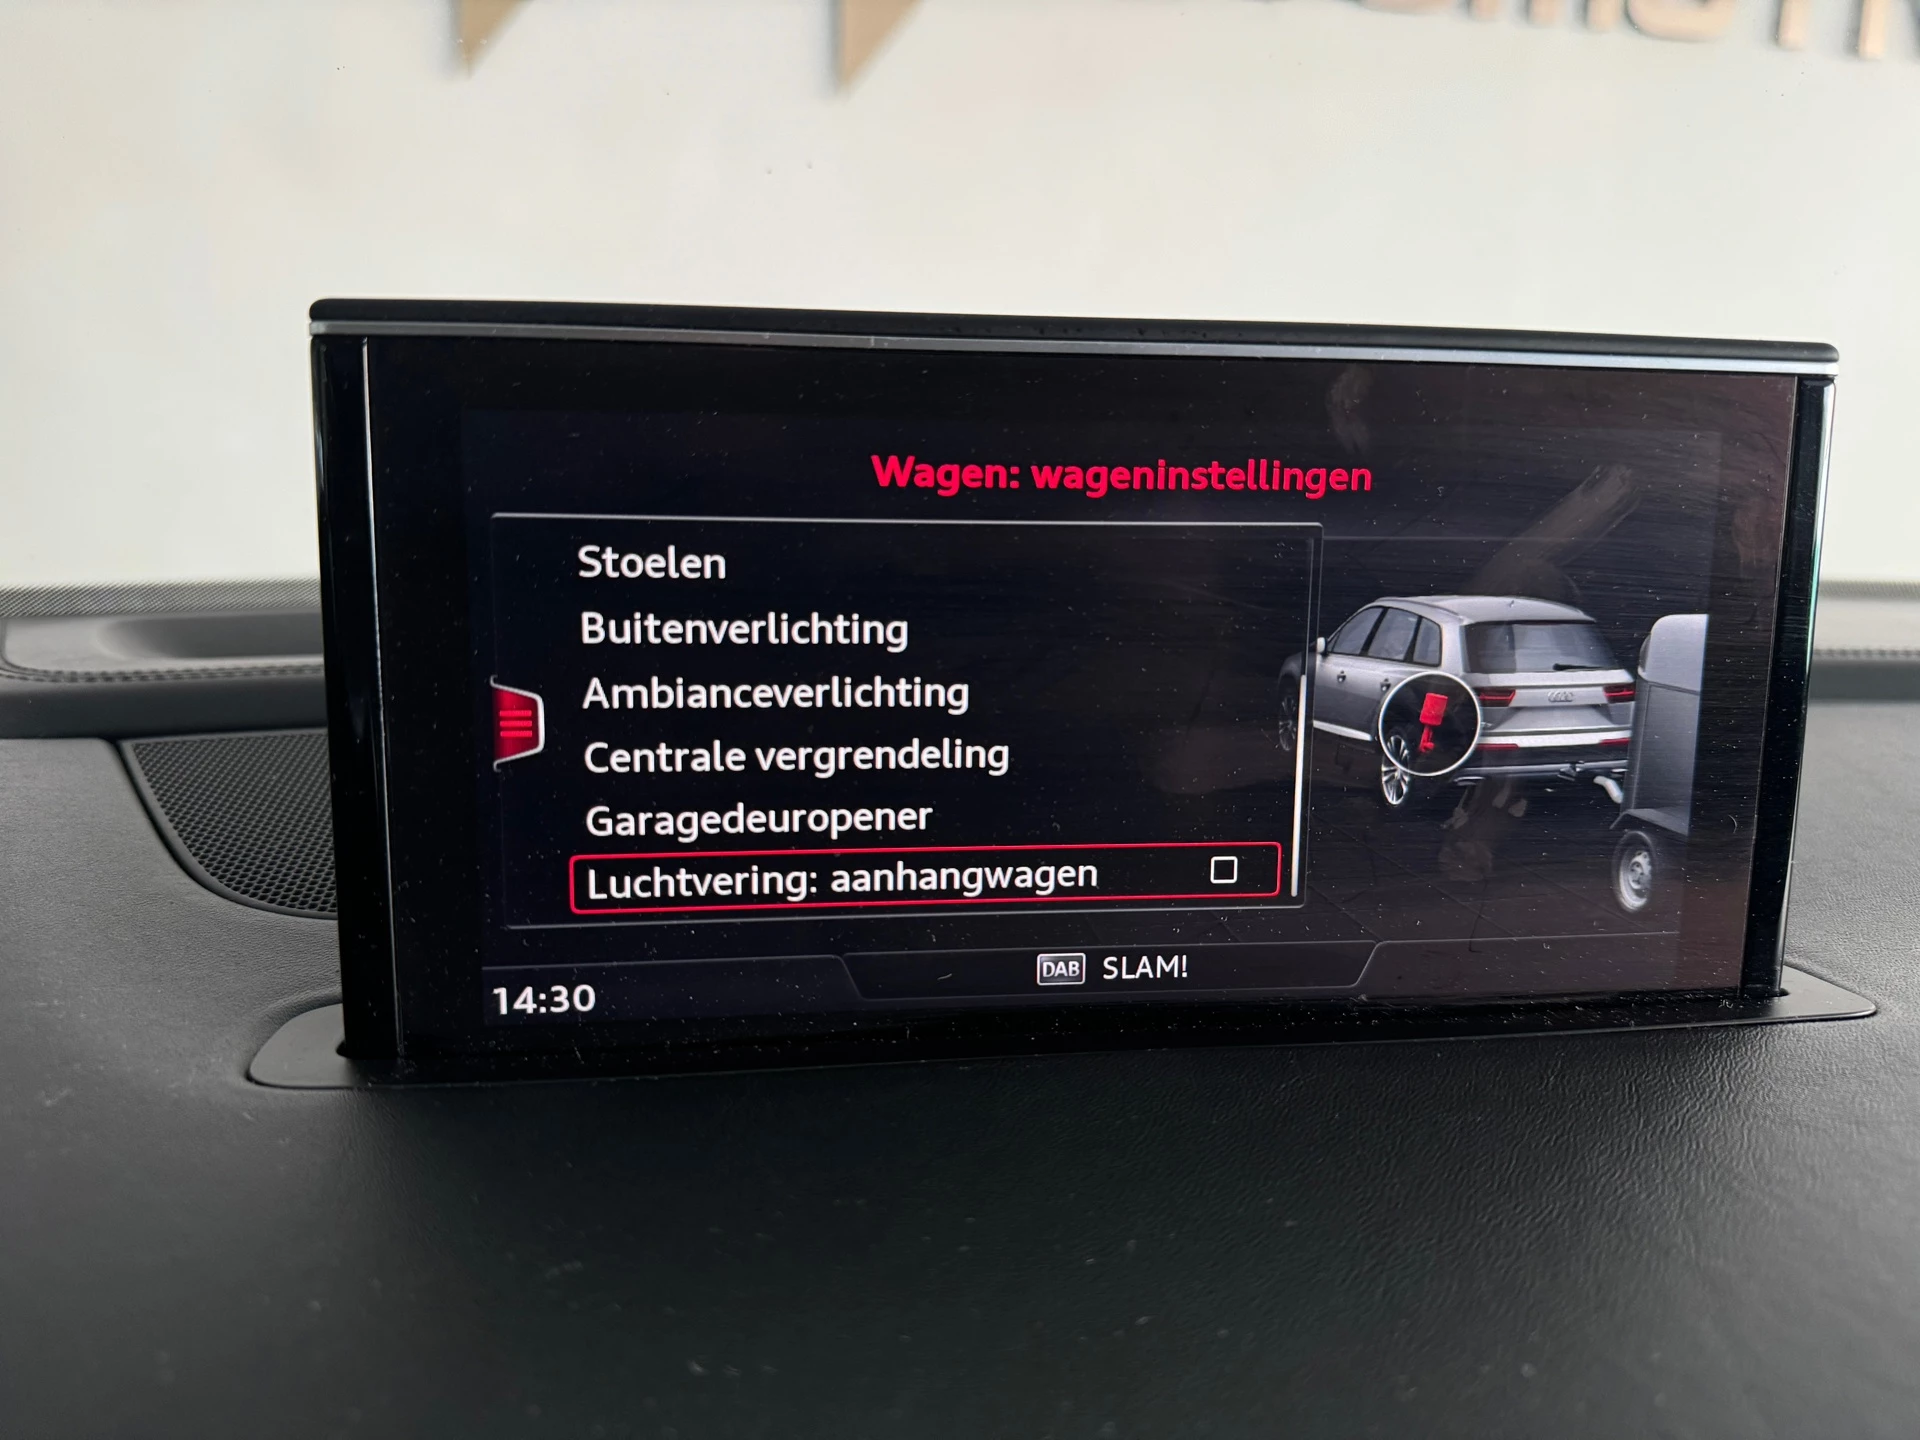 Wagen: wageninstellingen
Stoelen
Buitenverlichting
Ambianceverlichting
Centrale vergrendeling
Garagedeuropener
Luchtvering: aanhangwagen
DAB SLAM!
14:30